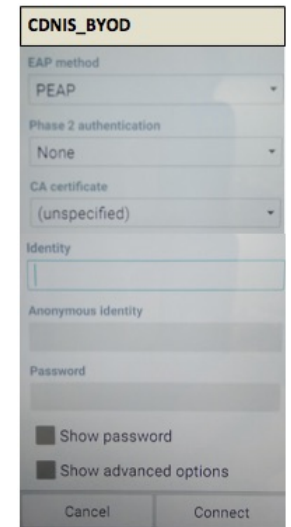 CDNIS_BYOD
EAP method
PEAP
Phase 2 authentication
None
CA certificate
(unspecified)
Identity
Anonymous identity
Password
Show password
Show advanced options
Cancel Connect